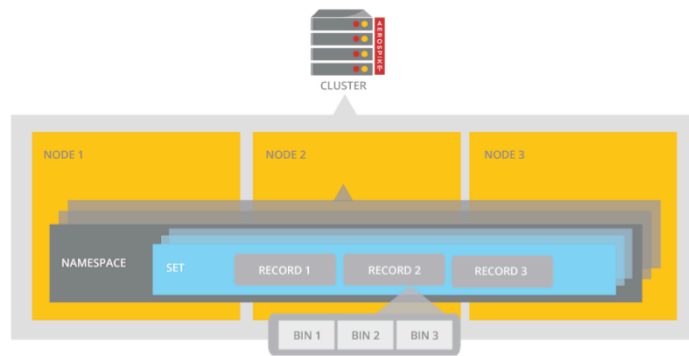 AEROSPIKE
CLUSTER
NODE 1
NODE 2
NODE 3
NAMESPACE
SET
RECORD 1
RECORD 2
RECORD 3
BIN 1
BIN 2
BIN 3